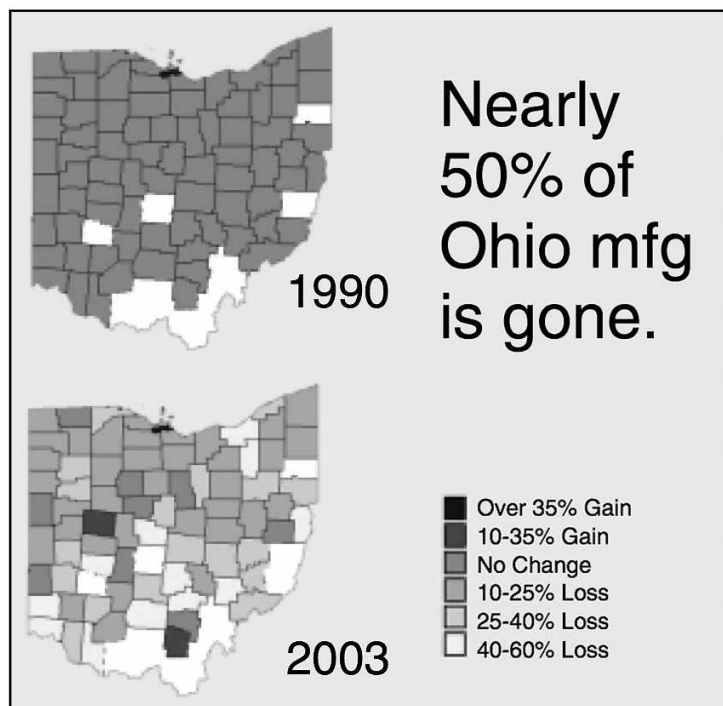 Nearly
50% of
Ohio mfg
is gone.
1990
2003
Over 35% Gain
10-35% Gain
No Change
10-25% Loss
25-40% Loss
40-60% Loss